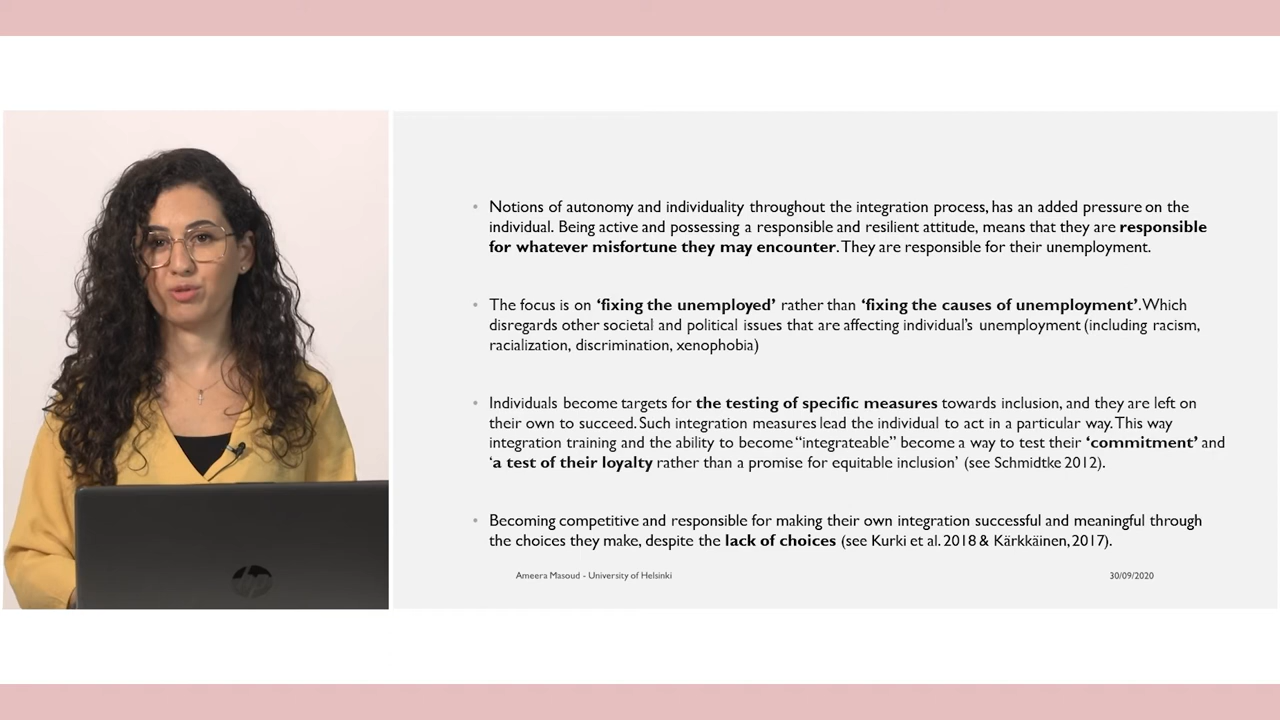 • Notions of autonomy and individuality throughout the integration process, has an added pressure on the
individual. Being active and possessing a responsible and resilient attitude, means that they are responsible
for whatever misfortune they may encounter. They are responsible for their unemployment.
• The focus is on ‘fixing the unemployed’ rather than ‘fixing the causes of unemployment’. Which
disregards other societal and political issues that are affecting individual’s unemployment (including racism,
racialization, discrimination, xenophobia)
• Individuals become targets for the testing of specific measures towards inclusion, and they are left on
their own to succeed. Such integration measures lead the individual to act in a particular way. This way
integration training and the ability to become “integrateable” become a way to test their ‘commitment’ and
‘a test of their loyalty rather than a promise for equitable inclusion’ (see Schmidtke 2012).
• Becoming competitive and responsible for making their own integration successful and meaningful through
the choices they make, despite the lack of choices (see Kurki et al. 2018 & Kärkkäinen, 2017).
Ameera Masoud - University of Helsinki
30/09/2020
hp